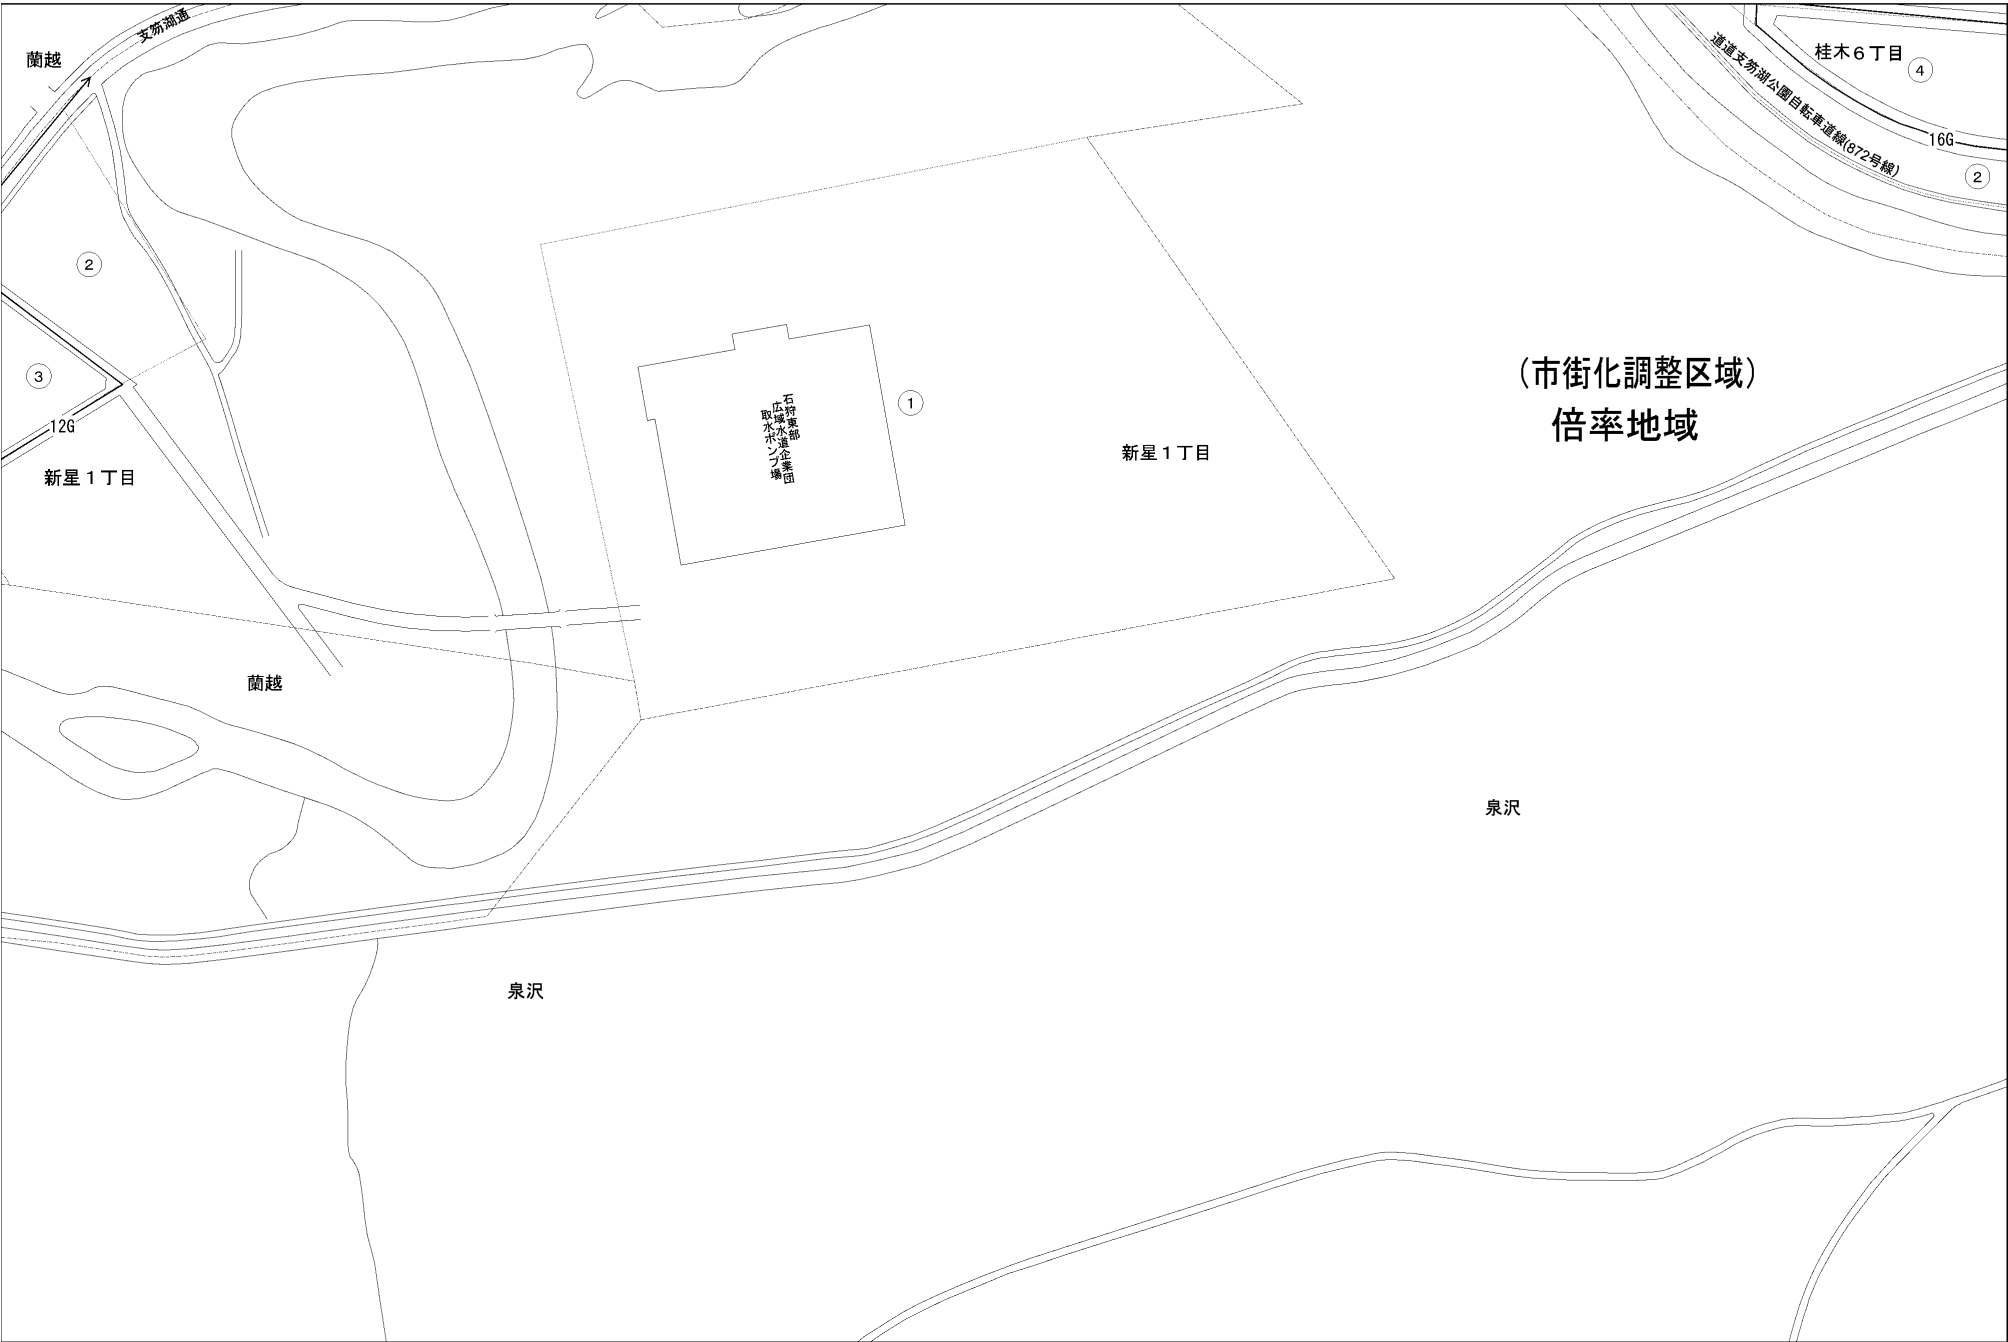 支笏湖通
蘭越
桂木6丁目
④
道道支笏湖公園自転車道線(872号線)
16G
②
②
③
(市街化調整区域)
倍率地域
石狩東部
広域水道企業団
取水ポンプ場
①
12G
新星1丁目
新星1丁目
蘭越
泉沢
泉沢